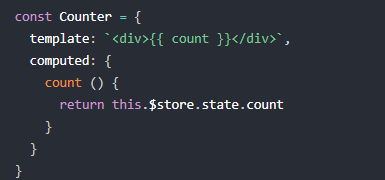 const Counter = {
  template: `<div>{{ count }}</div>`,
  computed: {
    count () {
      return this.$store.state.count
    }
  }
}